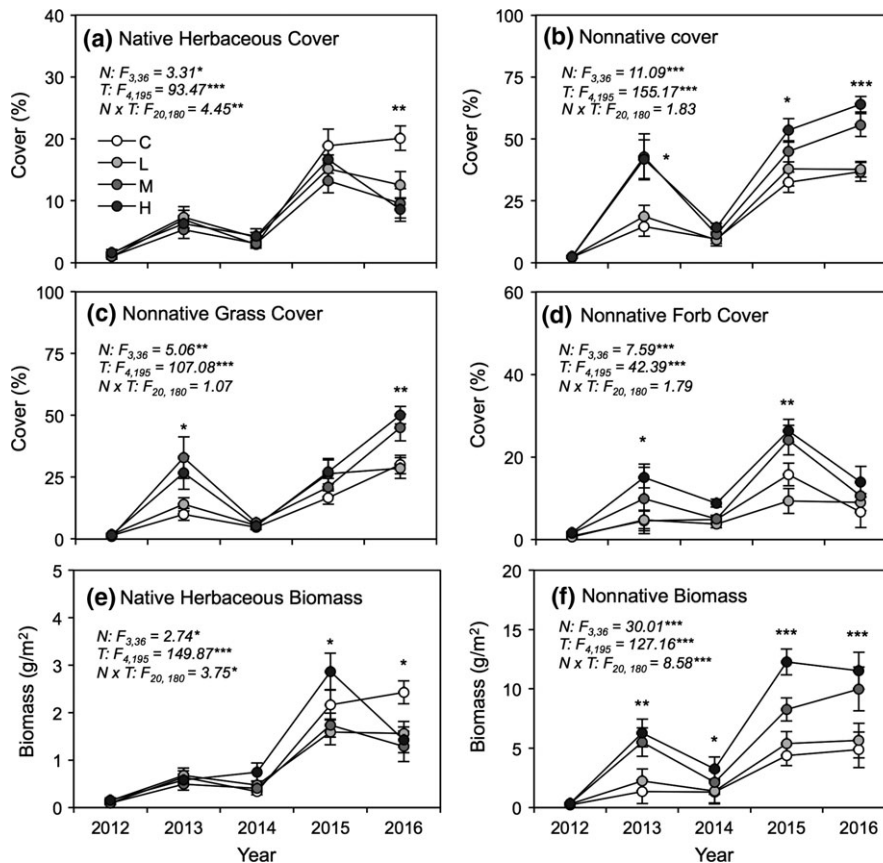 (a) Native Herbaceous Cover
N: F3,36 = 3.31*
T: F4,195 = 93.47***
N x T: F20,180 = 4.45**
C
L
M
H
**
Cover (%)
40
30
20
10
0
(b) Nonnative cover
N: F3,36 = 11.09***
T: F4,195 = 155.17***
N x T: F20,180 = 1.83
*
*
***
Cover (%)
100
75
50
25
0
(c) Nonnative Grass Cover
N: F3,36 = 5.06**
T: F4,195 = 107.08***
N x T: F20, 180 = 1.07
*
**
Cover (%)
100
75
50
25
0
(d) Nonnative Forb Cover
N: F3,36 = 7.59***
T: F4,195 = 42.39***
N x T: F20, 180 = 1.79
*
**
Cover (%)
60
40
20
0
(e) Native Herbaceous Biomass
N: F3,36 = 2.74*
T: F4,195 = 149.87***
N x T: F20, 180 = 3.75*
*
*
Biomass (g/m²)
5
4
3
2
1
0
2012 2013 2014 2015 2016
Year
(f) Nonnative Biomass
N: F3,36 = 30.01***
T: F4,195 = 127.16***
N x T: F20, 180 = 8.58***
**
*
***
***
Biomass (g/m²)
20
15
10
5
0
2012 2013 2014 2015 2016
Year